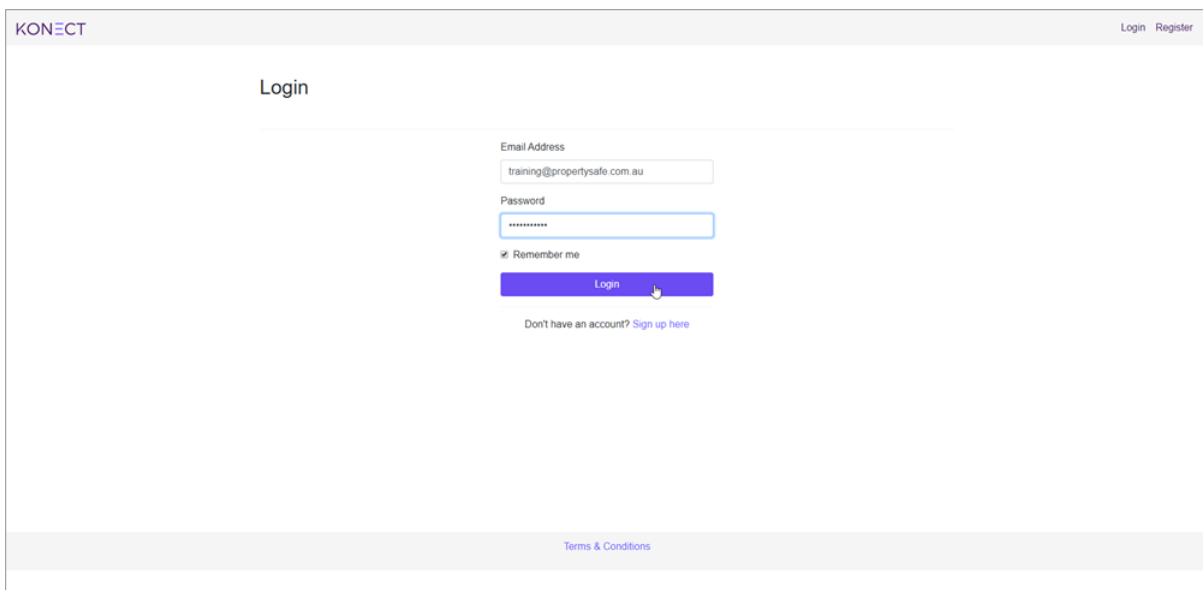 KONECT
Login Register
Login
Email Address
training@propertysafe.com.au
Password
•••••••••••
Remember me
Login
Don't have an account? Sign up here
Terms & Conditions